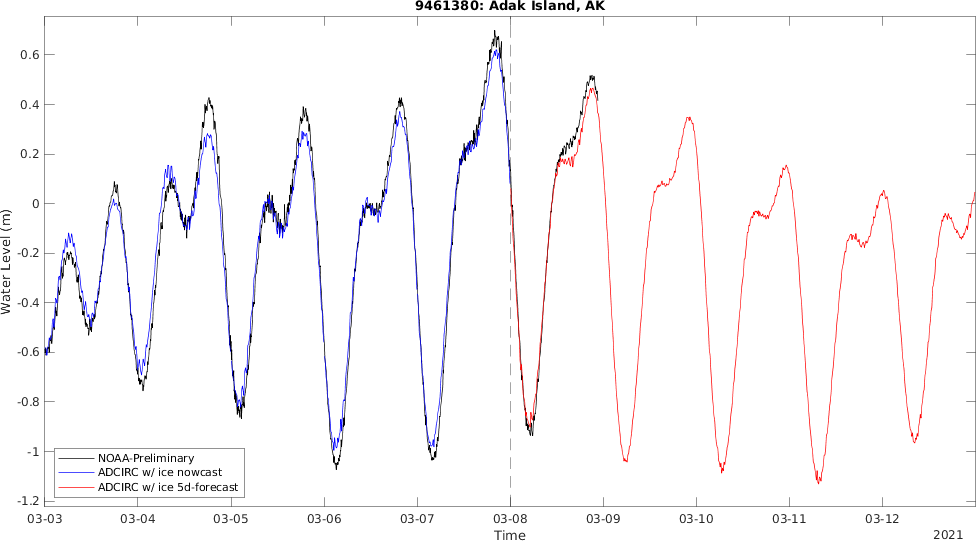 9461380: Adak Island, AK
Water Level (m)
0.6
0.4
0.2
0
-0.2
-0.4
-0.6
-0.8
-1
-1.2
NOAA-Preliminary
ADCIRC w/ ice nowcast
ADCIRC w/ ice 5d-forecast
03-03 03-04 03-05 03-06 03-07 03-08 03-09 03-10 03-11 03-12
Time
2021